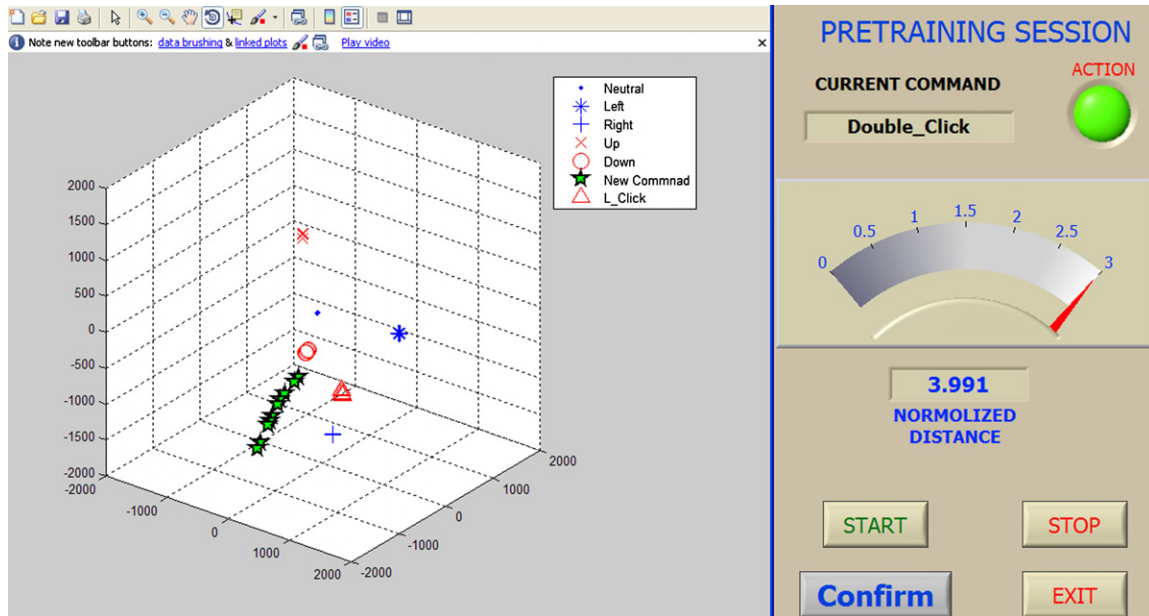 Note new toolbar buttons: data brushing & linked plots Play video
Neutral
Left
Right
Up
Down
New Commnad
L_Click
2000
1500
1000
500
0
-500
-1000
-1500
-2000
-2000
-1000
0
1000
2000
-2000
-1000
0
1000
2000
PRETRAINING SESSION
ACTION
CURRENT COMMAND
Double_Click
0
0.5
1
1.5
2
2.5
3
3.991
NORMOLIZED
DISTANCE
START
STOP
Confirm
EXIT